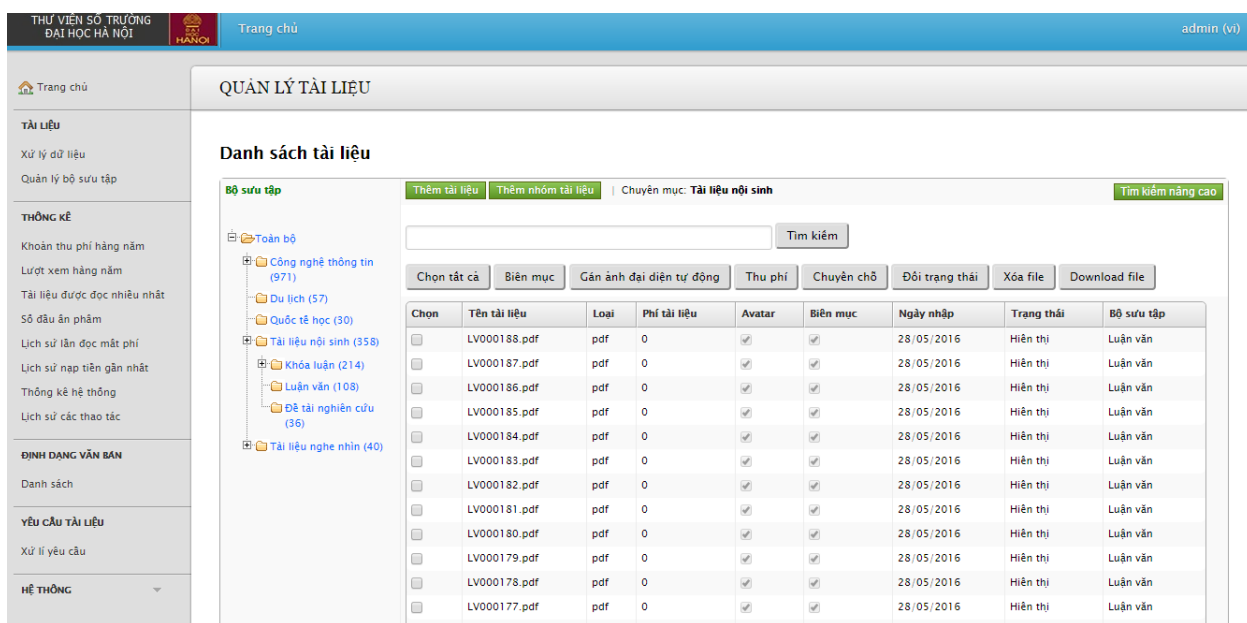 THƯ VIỆN SỐ TRƯỜNG
ĐẠI HỌC HÀ NỘI
HANOI
Trang chủ
admin (vi)
Trang chủ
TÀI LIỆU
Xử lý dữ liệu
Quản lý bộ sưu tập
THỐNG KÊ
Khoản thu phí hàng năm
Lượt xem hàng năm
Tài liệu được đọc nhiều nhất
Số đầu ấn phẩm
Lịch sử lần đọc mất phí
Lịch sử nạp tiền gần nhất
Thống kê hệ thống
Lịch sử các thao tác
ĐỊNH DẠNG VĂN BẢN
Danh sách
YÊU CẦU TÀI LIỆU
Xử lí yêu cầu
HỆ THỐNG
QUẢN LÝ TÀI LIỆU
Danh sách tài liệu
Bộ sưu tập
Toàn bộ
Công nghệ thông tin
(971)
Du lịch (57)
Quốc tế học (30)
Tài liệu nội sinh (358)
Khóa luận (214)
Luận văn (108)
Đề tài nghiên cứu
(36)
Tài liệu nghe nhìn (40)
Thêm tài liệu Thêm nhóm tài liệu | Chuyên mục: Tài liệu nội sinh Tìm kiếm nâng cao
Tìm kiếm
Chọn tất cả Biên mục Gán ảnh đại diện tự động Thu phí Chuyển chỗ Đổi trạng thái Xóa file Download file
Chọn Tên tài liệu Loại Phí tài liệu Avatar Biên mục Ngày nhập Trạng thái Bộ sưu tập
LV000188.pdf pdf 0 28/05/2016 Hiển thị Luận văn
LV000187.pdf pdf 0 28/05/2016 Hiển thị Luận văn
LV000186.pdf pdf 0 28/05/2016 Hiển thị Luận văn
LV000185.pdf pdf 0 28/05/2016 Hiển thị Luận văn
LV000184.pdf pdf 0 28/05/2016 Hiển thị Luận văn
LV000183.pdf pdf 0 28/05/2016 Hiển thị Luận văn
LV000182.pdf pdf 0 28/05/2016 Hiển thị Luận văn
LV000181.pdf pdf 0 28/05/2016 Hiển thị Luận văn
LV000180.pdf pdf 0 28/05/2016 Hiển thị Luận văn
LV000179.pdf pdf 0 28/05/2016 Hiển thị Luận văn
LV000178.pdf pdf 0 28/05/2016 Hiển thị Luận văn
LV000177.pdf pdf 0 28/05/2016 Hiển thị Luận văn